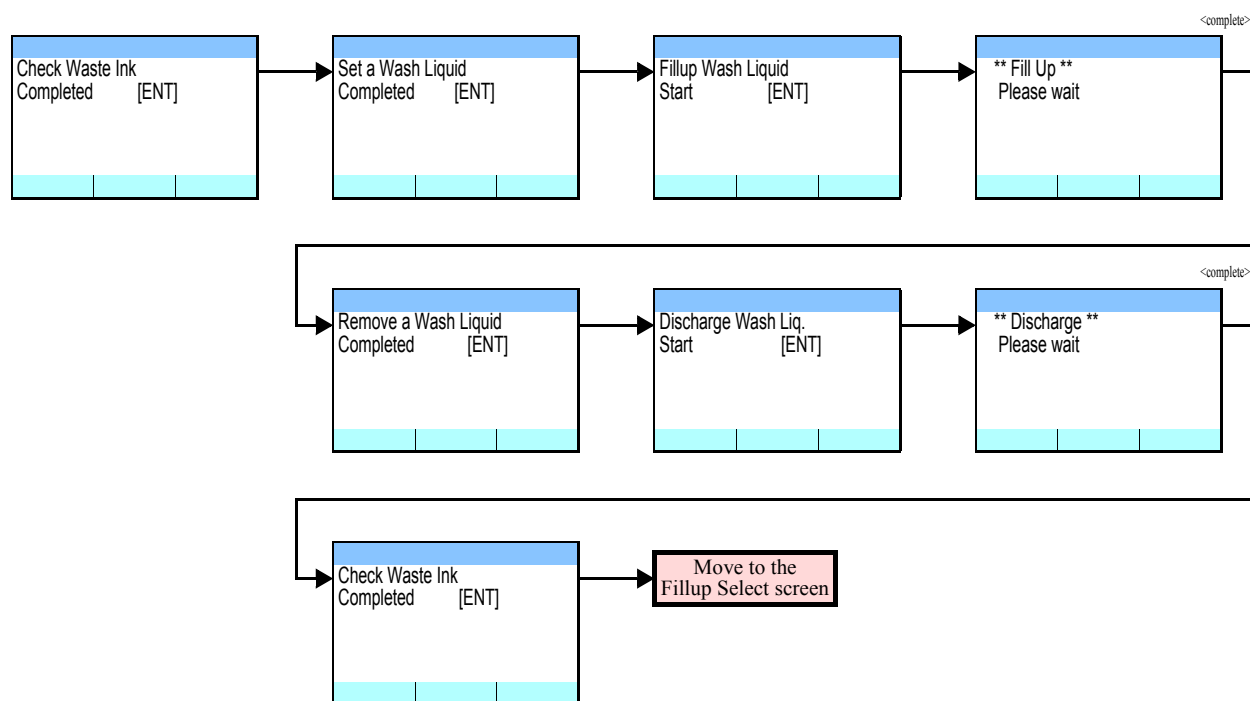 <complete>
Check Waste Ink
Completed [ENT]
Set a Wash Liquid
Completed [ENT]
Fillup Wash Liquid
Start [ENT]
** Fill Up **
Please wait
<complete>
Remove a Wash Liquid
Completed [ENT]
Discharge Wash Liq.
Start [ENT]
** Discharge **
Please wait
Check Waste Ink
Completed [ENT]
Move to the
Fillup Select screen